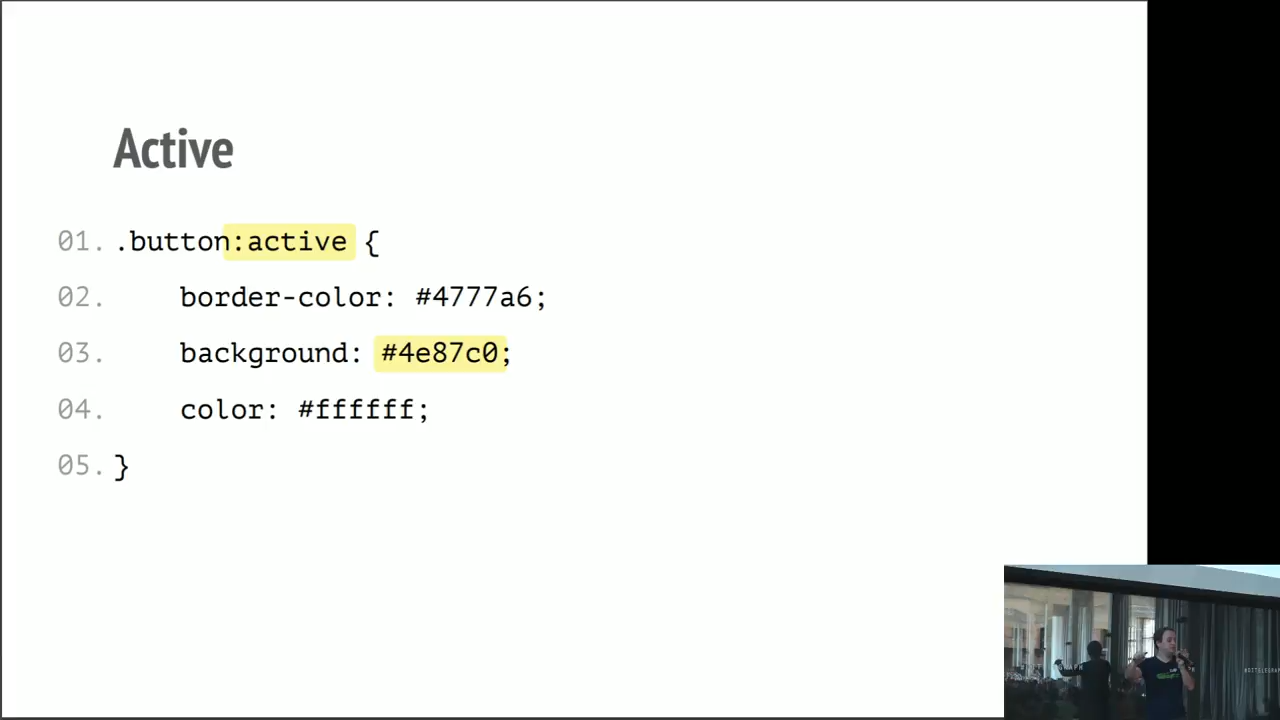 Active
01. .button:active {
02. border-color: #4777a6;
03. background: #4e87c0;
04. color: #ffffff;
05. }